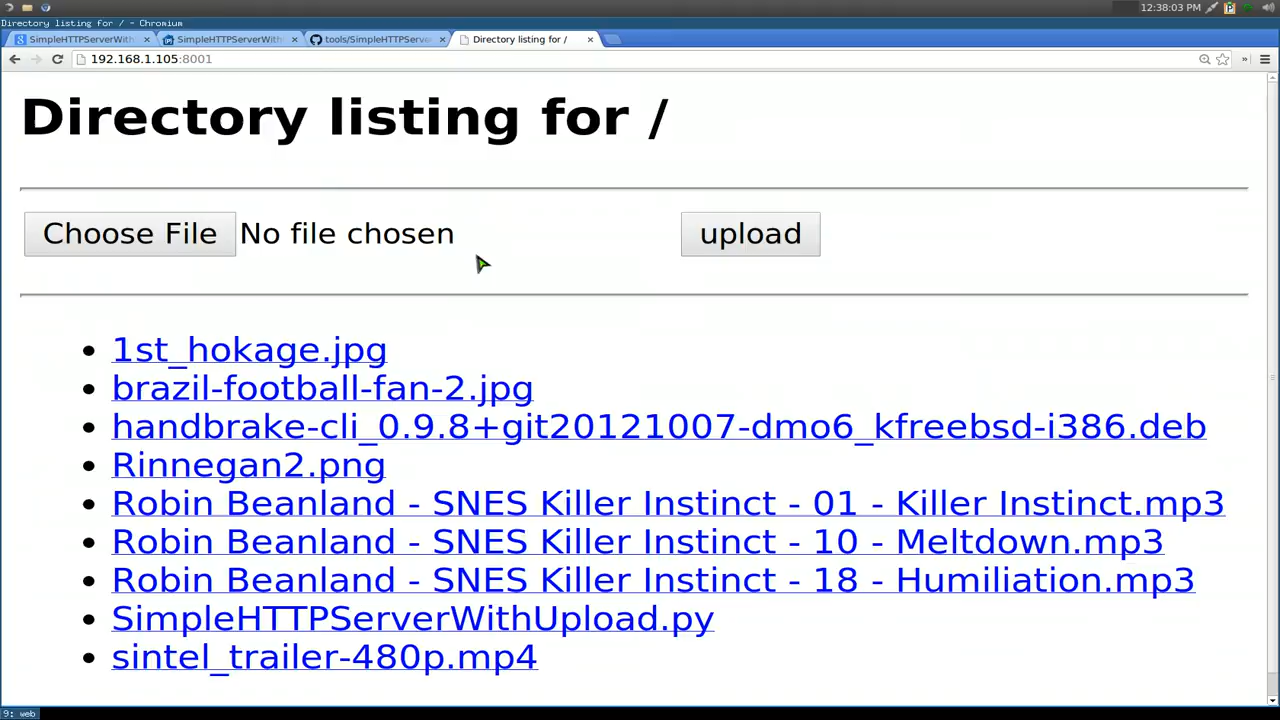 12:38:03 PM
Directory listing for / - Chromium
SimpleHTTPServerWith
SimpleHTTPServerWith
tools/SimpleHTTPServer
Directory listing for /
192.168.1.105:8001
Directory listing for /
Choose File No file chosen upload
1st_hokage.jpg
brazil-football-fan-2.jpg
handbrake-cli_0.9.8+git20121007-dmo6_kfreebsd-i386.deb
Rinnegan2.png
Robin Beanland - SNES Killer Instinct - 01 - Killer Instinct.mp3
Robin Beanland - SNES Killer Instinct - 10 - Meltdown.mp3
Robin Beanland - SNES Killer Instinct - 18 - Humiliation.mp3
SimpleHTTPServerWithUpload.py
sintel_trailer-480p.mp4
9: web